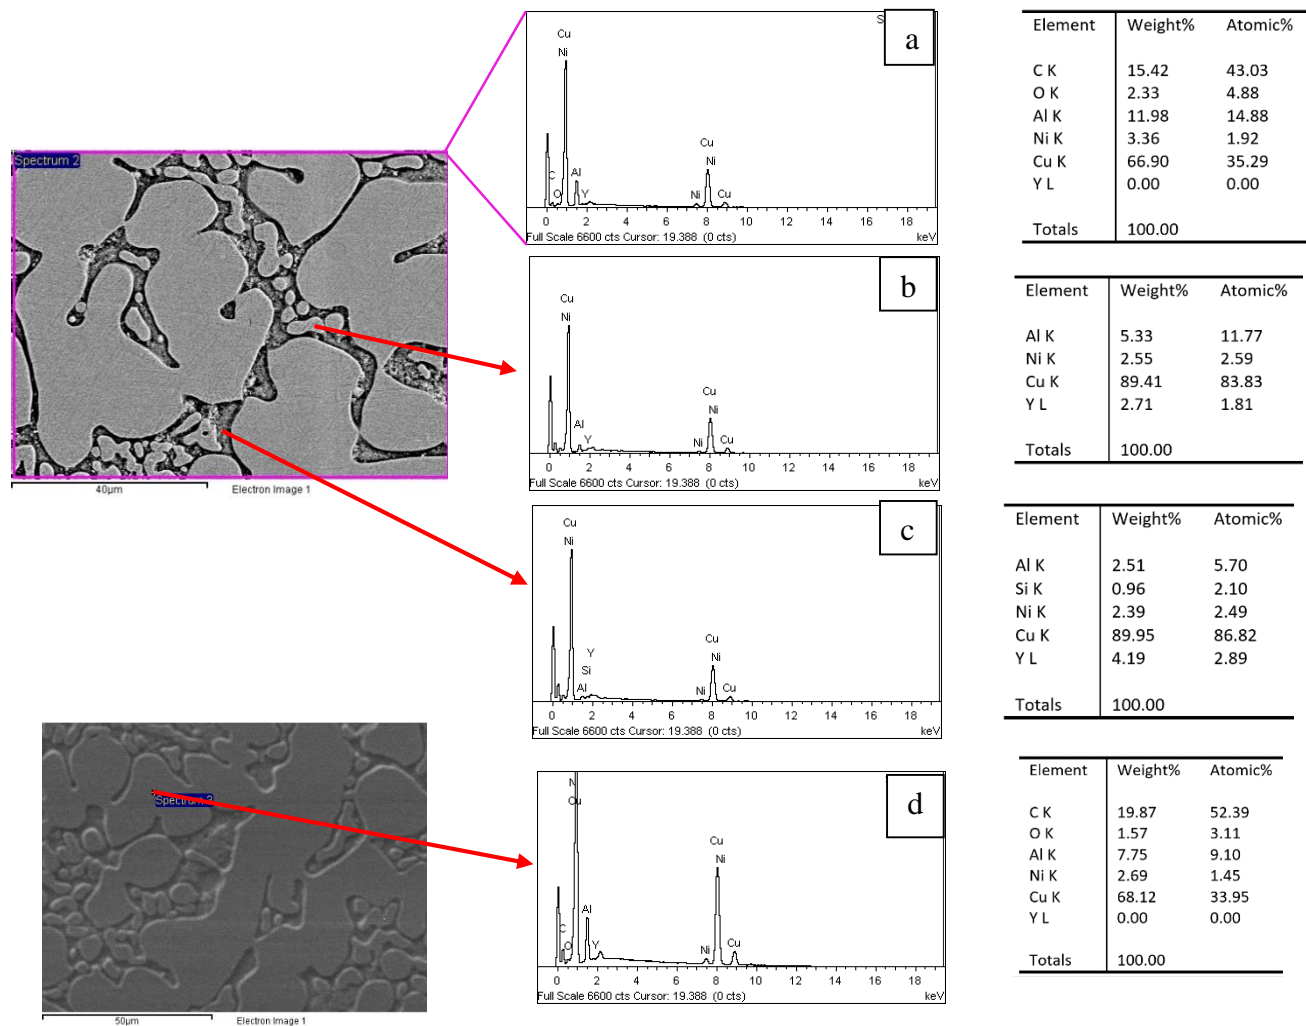 Spectrum 2
40µm Electron Image 1
a
Cu
Ni
C
O
Al
Y
Cu
Ni
Ni
Cu
0 2 4 6 8 10 12 14 16 18
Full Scale 6600 cts Cursor: 19.388 (0 cts) keV
Element Weight% Atomic%
C K 15.42 43.03
O K 2.33 4.88
Al K 11.98 14.88
Ni K 3.36 1.92
Cu K 66.90 35.29
Y L 0.00 0.00
Totals 100.00
b
Cu
Ni
Al
Y
Cu
Ni
Ni
Cu
0 2 4 6 8 10 12 14 16 18
Full Scale 6600 cts Cursor: 19.388 (0 cts) keV
Element Weight% Atomic%
Al K 5.33 11.77
Ni K 2.55 2.59
Cu K 89.41 83.83
Y L 2.71 1.81
Totals 100.00
c
Cu
Ni
Y
Si
Al
Cu
Ni
Ni
Cu
0 2 4 6 8 10 12 14 16 18
Full Scale 6600 cts Cursor: 19.388 (0 cts) keV
Element Weight% Atomic%
Al K 2.51 5.70
Si K 0.96 2.10
Ni K 2.39 2.49
Cu K 89.95 86.82
Y L 4.19 2.89
Totals 100.00
50µm Electron Image 1
d
Cu
Al
C
O
Y
Cu
Ni
Ni
Cu
0 2 4 6 8 10 12 14 16 18
Full Scale 6600 cts Cursor: 19.388 (0 cts) keV
Element Weight% Atomic%
C K 19.87 52.39
O K 1.57 3.11
Al K 7.75 9.10
Ni K 2.69 1.45
Cu K 68.12 33.95
Y L 0.00 0.00
Totals 100.00